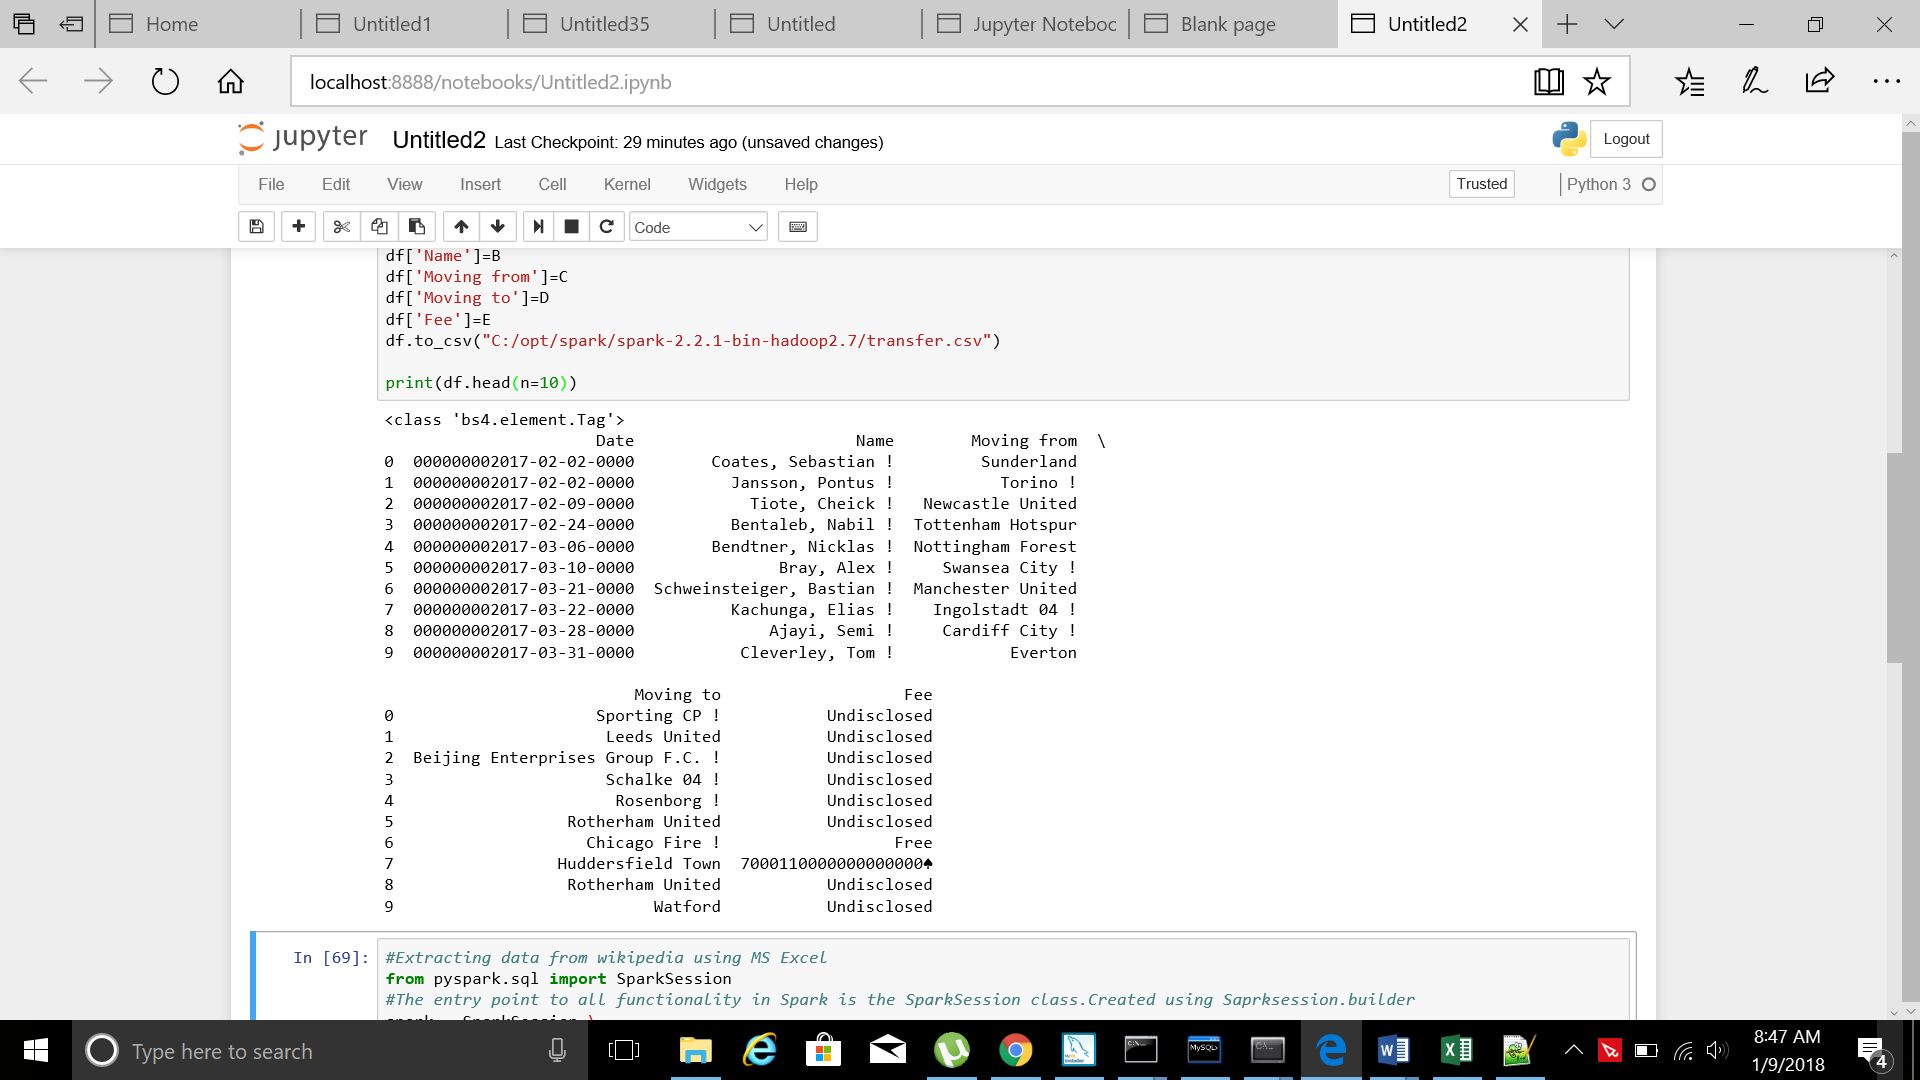 Home
Untitled1
Untitled35
Untitled
Jupyter Noteboc
Blank page
Untitled2
localhost:8888/notebooks/Untitled2.ipynb
jupyter Untitled2 Last Checkpoint: 29 minutes ago (unsaved changes)
Logout
File Edit View Insert Cell Kernel Widgets Help
Trusted
Python 3
Code
df['Name']=B
df['Moving from']=C
df['Moving to']=D
df['Fee']=E
df.to_csv("C:/opt/spark/spark-2.2.1-bin-hadoop2.7/transfer.csv")
print(df.head(n=10))
<class 'bs4.element.Tag'>
Date Name Moving from \
0 000000002017-02-02-0000 Coates, Sebastian ! Sunderland
1 000000002017-02-02-0000 Jansson, Pontus ! Torino !
2 000000002017-02-09-0000 Tiote, Cheick ! Newcastle United
3 000000002017-02-24-0000 Bentaleb, Nabil ! Tottenham Hotspur
4 000000002017-03-06-0000 Bendtner, Nicklas ! Nottingham Forest
5 000000002017-03-10-0000 Bray, Alex ! Swansea City !
6 000000002017-03-21-0000 Schweinsteiger, Bastian ! Manchester United
7 000000002017-03-22-0000 Kachunga, Elias ! Ingolstadt 04 !
8 000000002017-03-28-0000 Ajayi, Semi ! Cardiff City !
9 000000002017-03-31-0000 Cleverley, Tom ! Everton
Moving to Fee
0 Sporting CP ! Undisclosed
1 Leeds United Undisclosed
2 Beijing Enterprises Group F.C. ! Undisclosed
3 Schalke 04 ! Undisclosed
4 Rosenborg ! Undisclosed
5 Rotherham United Undisclosed
6 Chicago Fire ! Free
7 Huddersfield Town 7000110000000000000♠
8 Rotherham United Undisclosed
9 Watford Undisclosed
In [69]:
#Extracting data from wikipedia using MS Excel
from pyspark.sql import SparkSession
#The entry point to all functionality in Spark is the SparkSession class.Created using Saprksession.builder
Type here to search
8:47 AM
1/9/2018
4